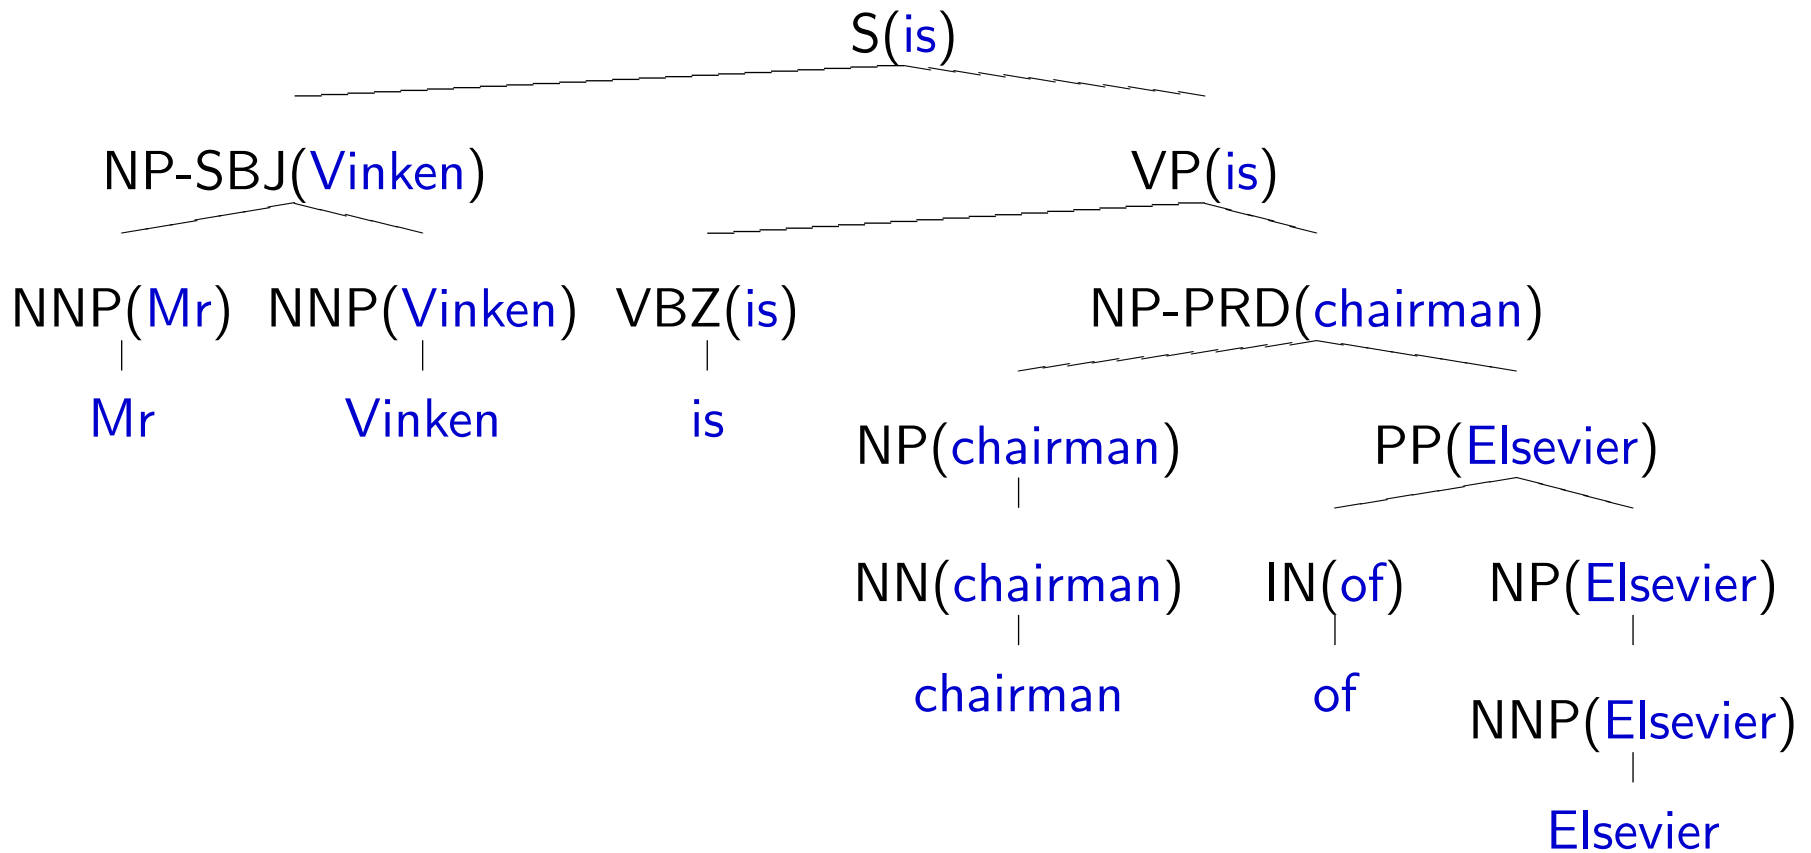 S(is)
NP-SBJ(Vinken) VP(is)
NNP(Mr) NNP(Vinken) VBZ(is) NP-PRD(chairman)
Mr Vinken is
NP(chairman) PP(Elsevier)
NN(chairman) IN(of) NP(Elsevier)
chairman of
NNP(Elsevier)
Elsevier